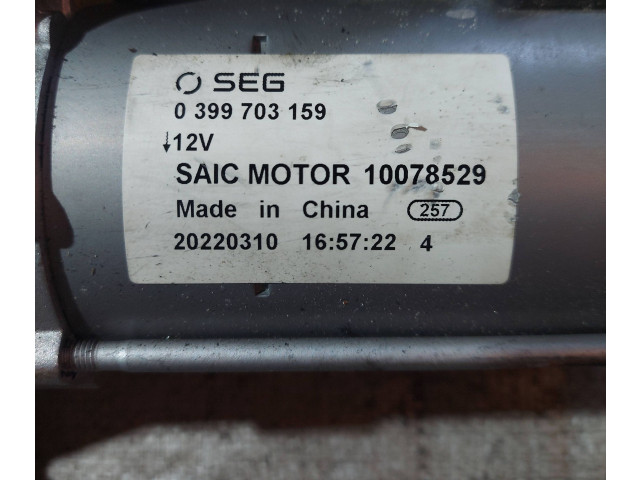 SEG
0 399 703 159
↓12V
SAIC MOTOR 10078529
Made in China 257
20220310 16:57:22 4